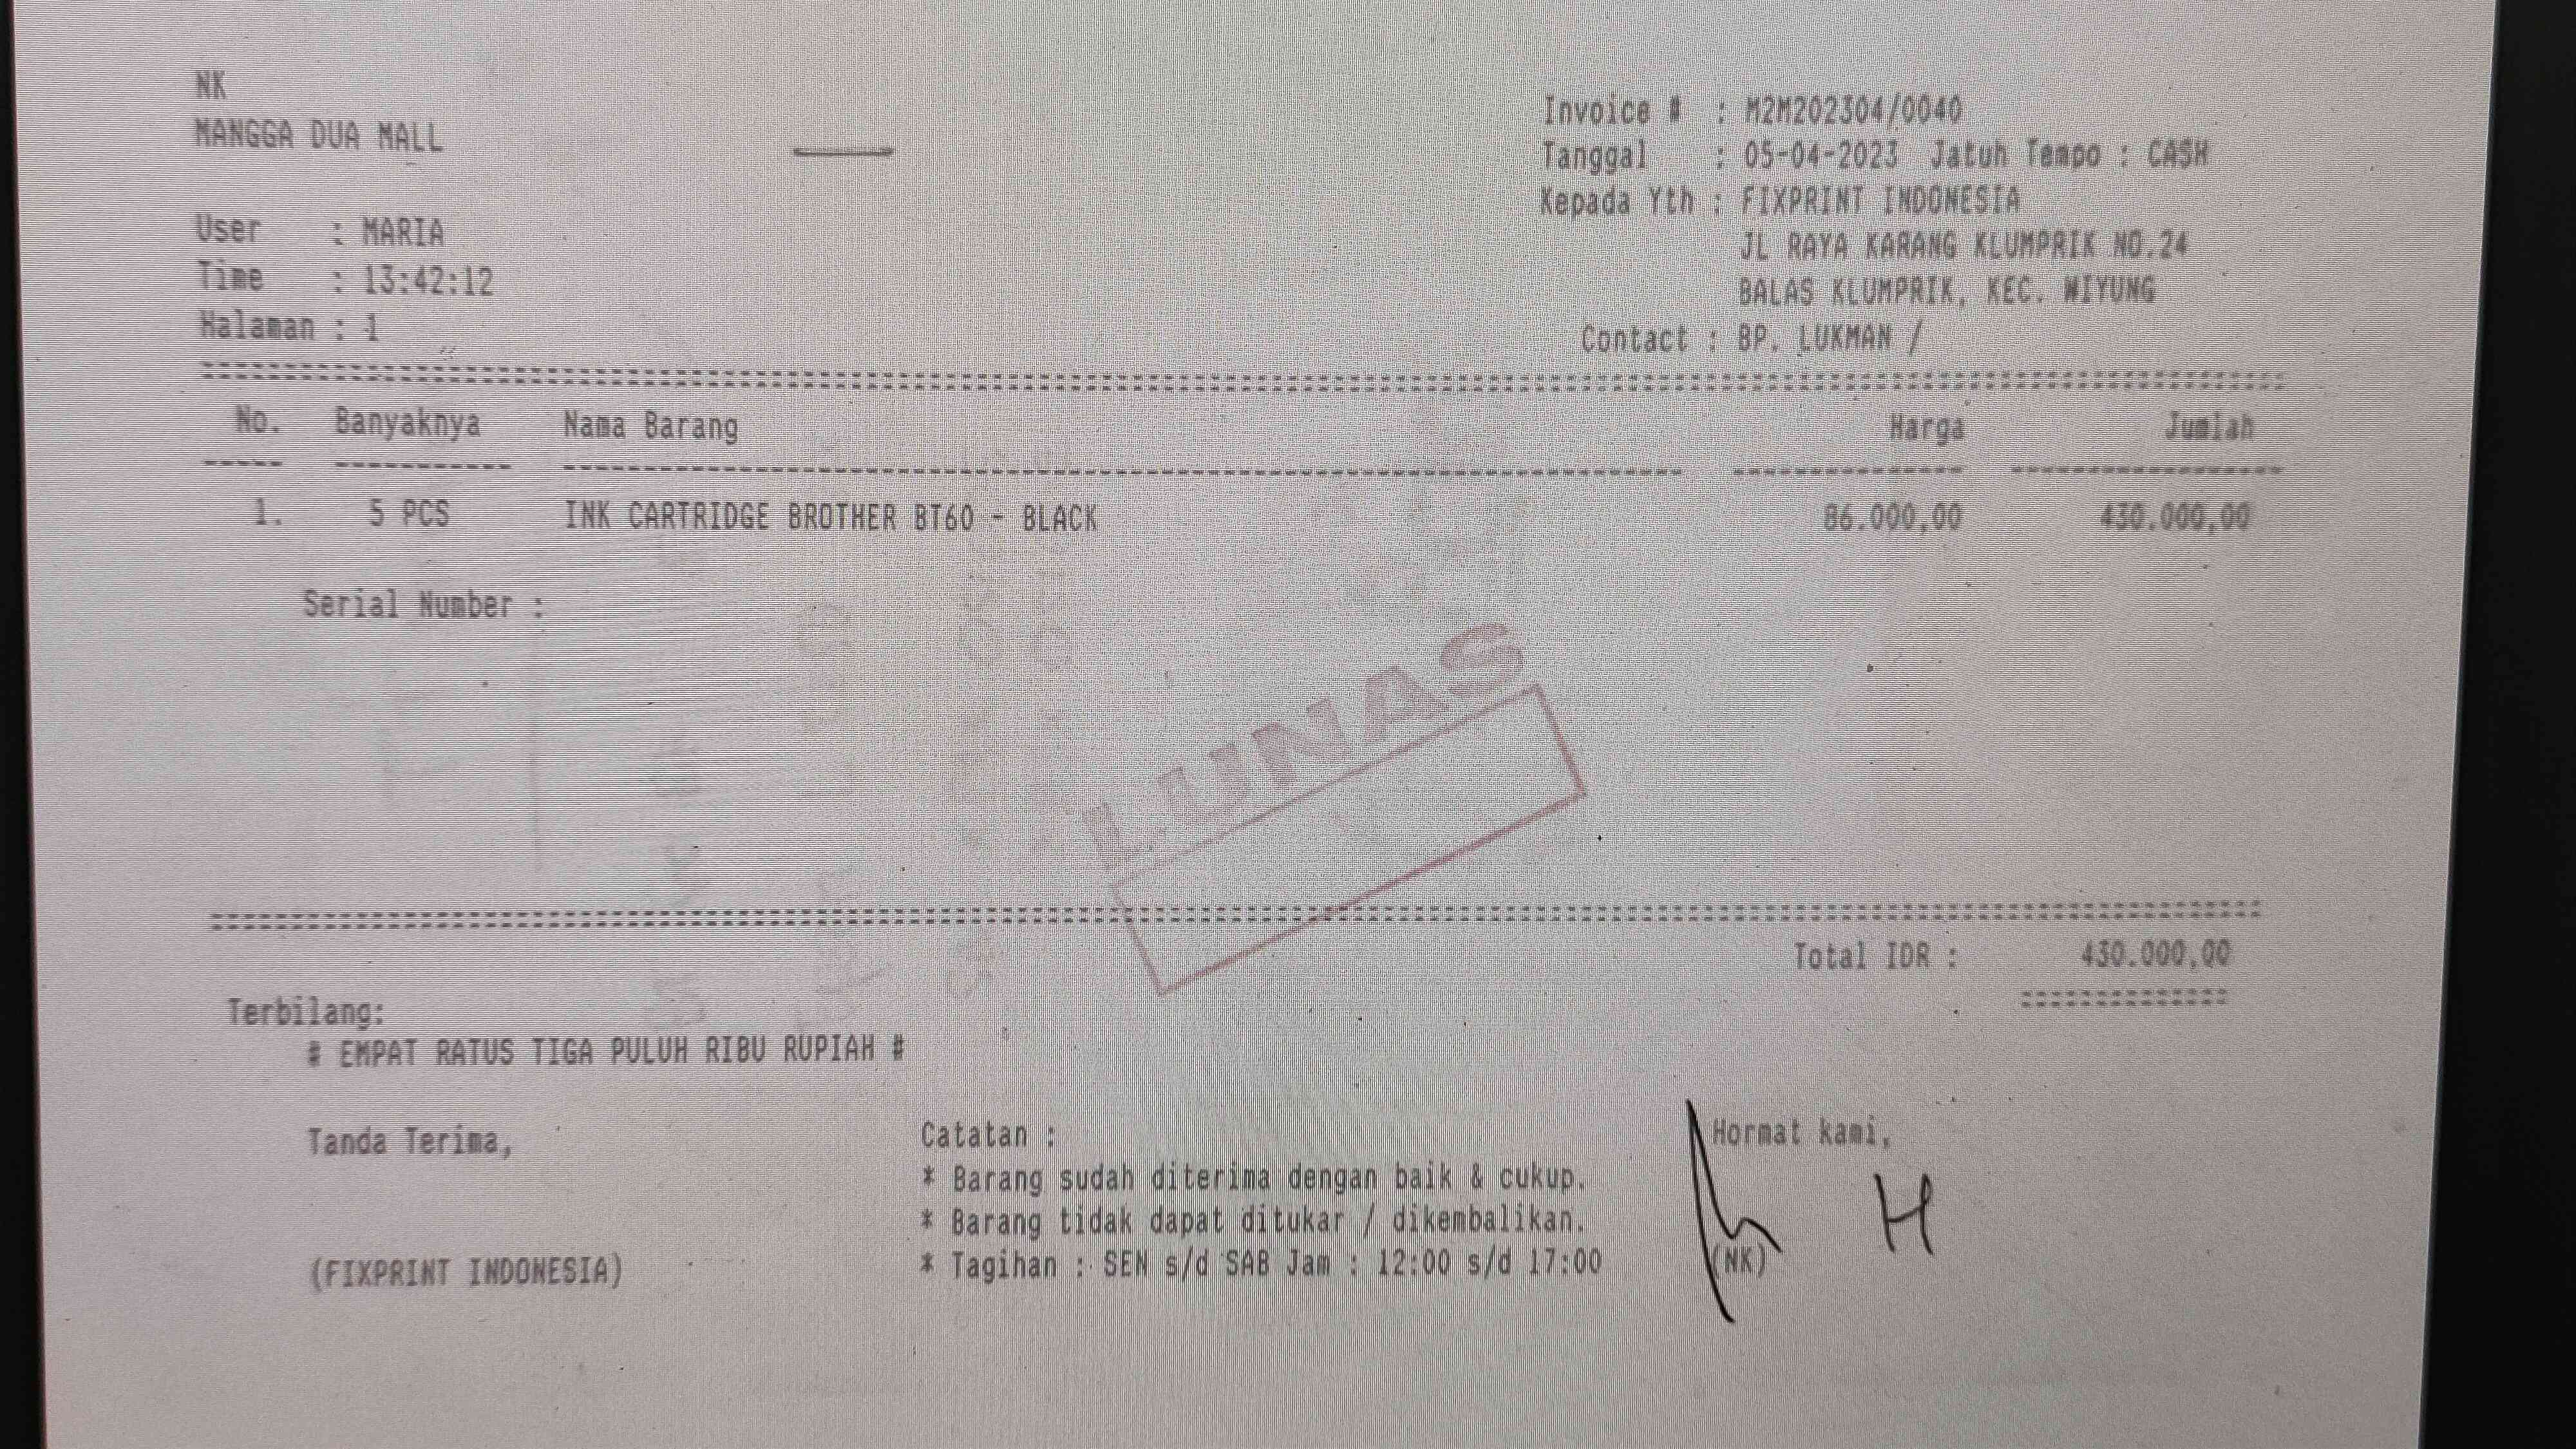 NK
MANGGA DUA MALL
Invoice # : M2M202304/0040
Tanggal : 05-04-2023 Jatuh Tempo : CASH
Kepada Yth : FIXPRINT INDONESIA
JL RAYA KARANG KLUMPRIK NO.24
BALAS KLUMPRIK, KEC. WIYUNG
Contact : BP. LUKMAN /
User : MARIA
Time : 13:42:12
Halaman : 1
No. Banyaknya Nama Barang Harga Jumlah
1. 5 PCS INK CARTRIDGE BROTHER BT60 - BLACK 86.000,00 430.000,00
Serial Number :
LUNAS
Total IDR : 430.000,00
Terbilang:
# EMPAT RATUS TIGA PULUH RIBU RUPIAH #
Tanda Terima,
(FIXPRINT INDONESIA)
Catatan :
* Barang sudah diterima dengan baik & cukup.
* Barang tidak dapat ditukar / dikembalikan.
* Tagihan : SEN s/d SAB Jam : 12:00 s/d 17:00
Hormat kami,
(NK)